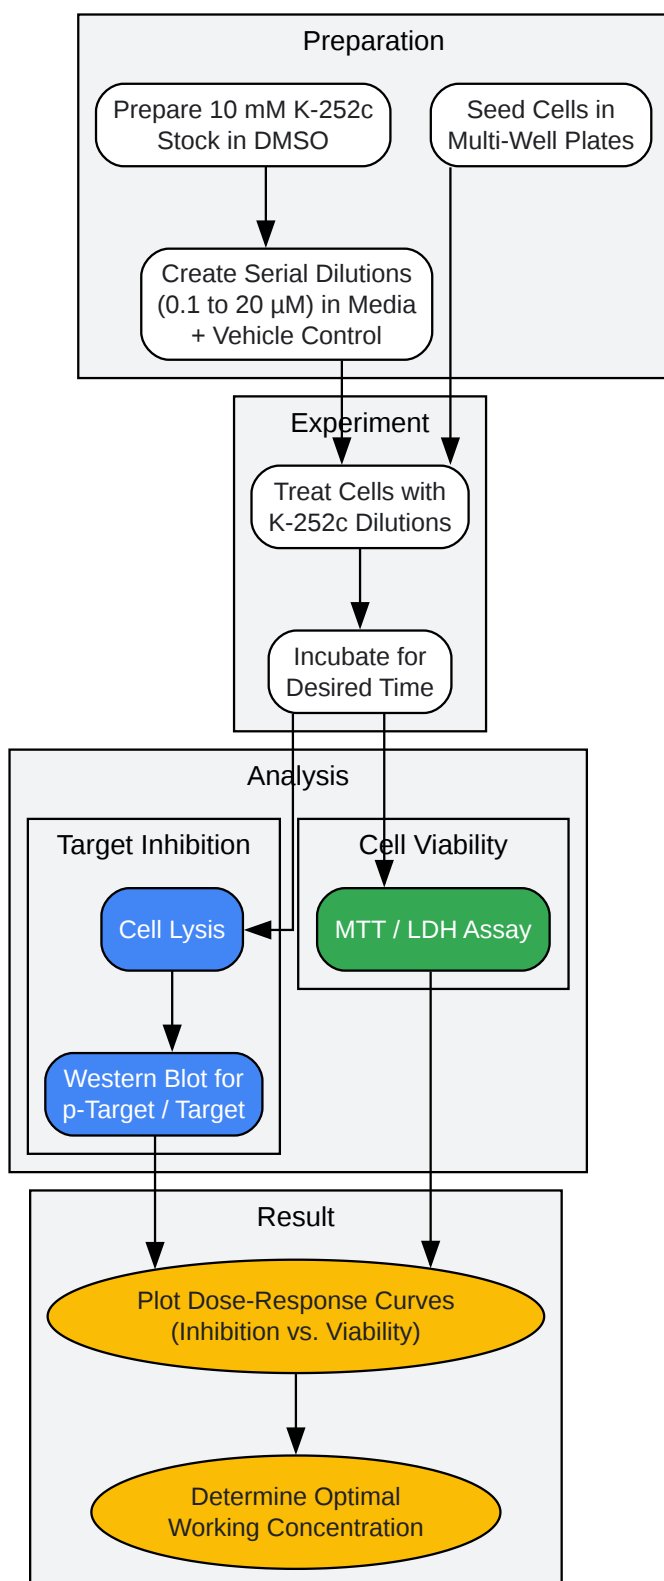 Preparation
Prepare 10 mM K-252c
Stock in DMSO
Seed Cells in
Multi-Well Plates
Create Serial Dilutions
(0.1 to 20 µM) in Media
+ Vehicle Control
Experiment
Treat Cells with
K-252c Dilutions
Incubate for
Desired Time
Analysis
Target Inhibition
Cell Viability
Cell Lysis
MTT / LDH Assay
Western Blot for
p-Target / Target
Result
Plot Dose-Response Curves
(Inhibition vs. Viability)
Determine Optimal
Working Concentration